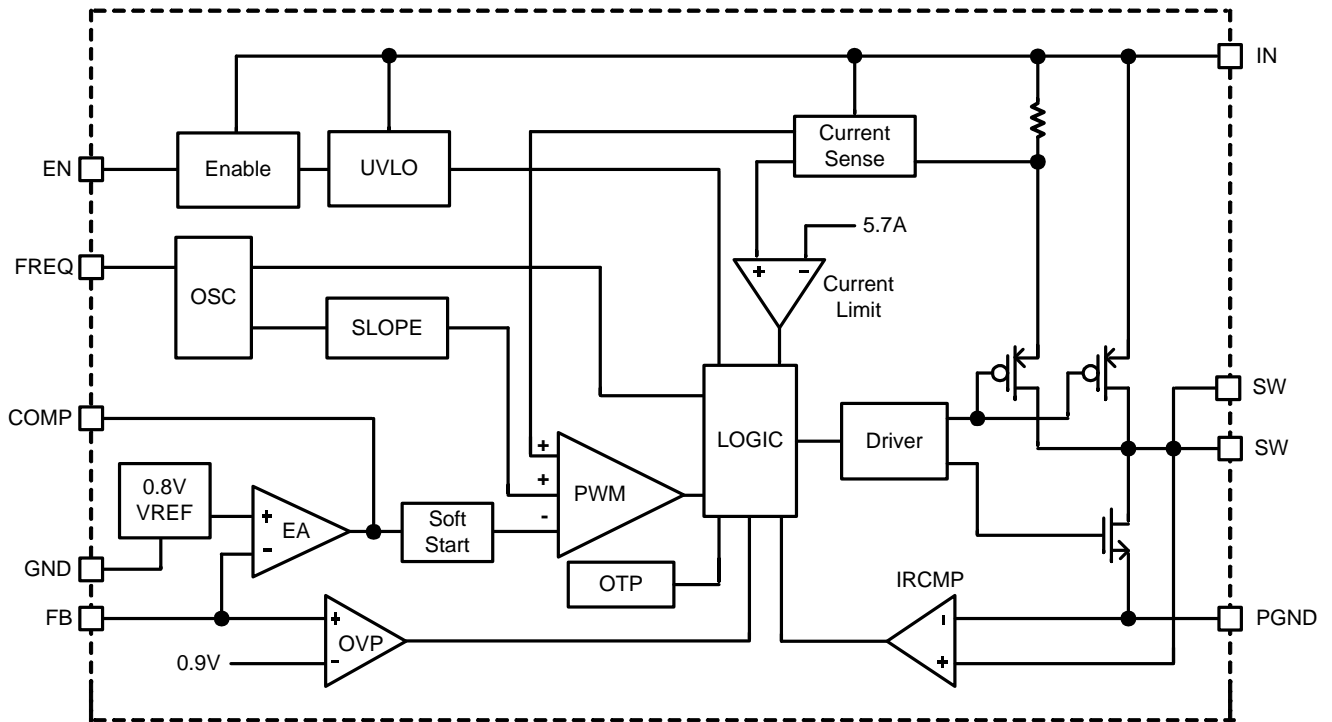 IN
EN
Enable
UVLO
Current
Sense
5.7A
+
-
Current
Limit
FREQ
OSC
SLOPE
COMP
LOGIC
Driver
SW
SW
0.8V
VREF
+
-
EA
Soft
Start
+
+
-
PWM
GND
OTP
FB
+
-
OVP
0.9V
IRCMP
-
+
PGND